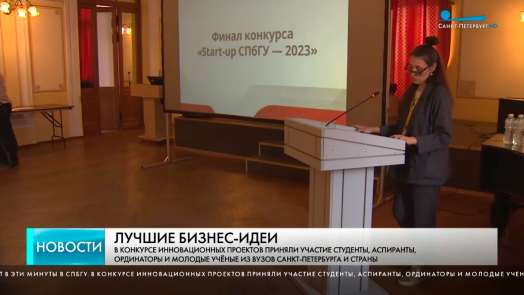 САНКТ-ПЕТЕРБУРГ
Финал конкурса
«Start-up СПбГУ — 2023»
НОВОСТИ
ЛУЧШИЕ БИЗНЕС-ИДЕИ
В КОНКУРСЕ ИННОВАЦИОННЫХ ПРОЕКТОВ ПРИНЯЛИ УЧАСТИЕ СТУДЕНТЫ, АСПИРАНТЫ,
ОРДИНАТОРЫ И МОЛОДЫЕ УЧЁНЫЕ ИЗ ВУЗОВ САНКТ-ПЕТЕРБУРГА И СТРАНЫ
Т В ЭТИ МИНУТЫ В СПБГУ. В КОНКУРСЕ ИННОВАЦИОННЫХ ПРОЕКТОВ ПРИНЯЛИ УЧАСТИЕ СТУДЕНТЫ, АСПИРАНТЫ, ОРДИНАТОРЫ И МОЛОДЫЕ УЧЁН